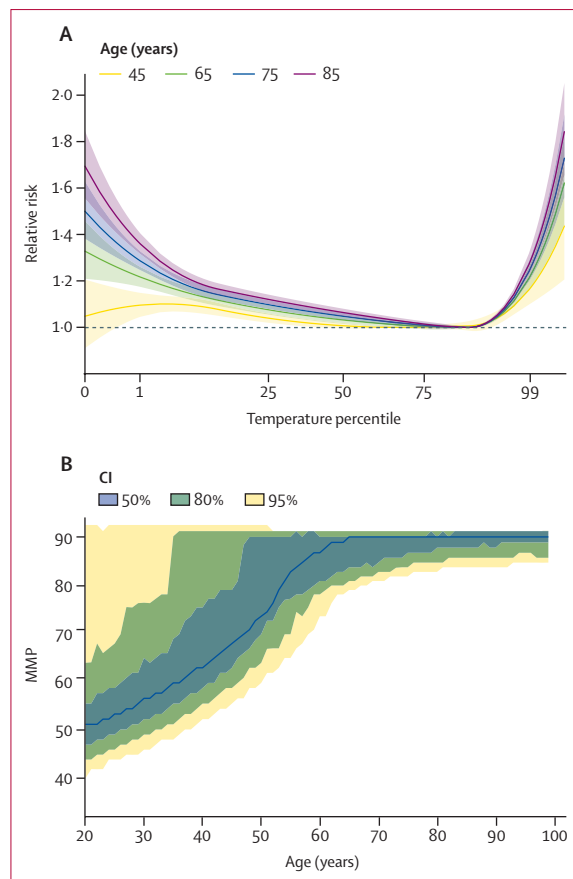 A
Age (years)
45 65 75 85
2·0
1·8
1·6
1·4
1·2
1·0
Relative risk
0 1 25 50 75 99
Temperature percentile
B
CI
50% 80% 95%
90
80
70
60
50
40
MMP
20 30 40 50 60 70 80 90 100
Age (years)